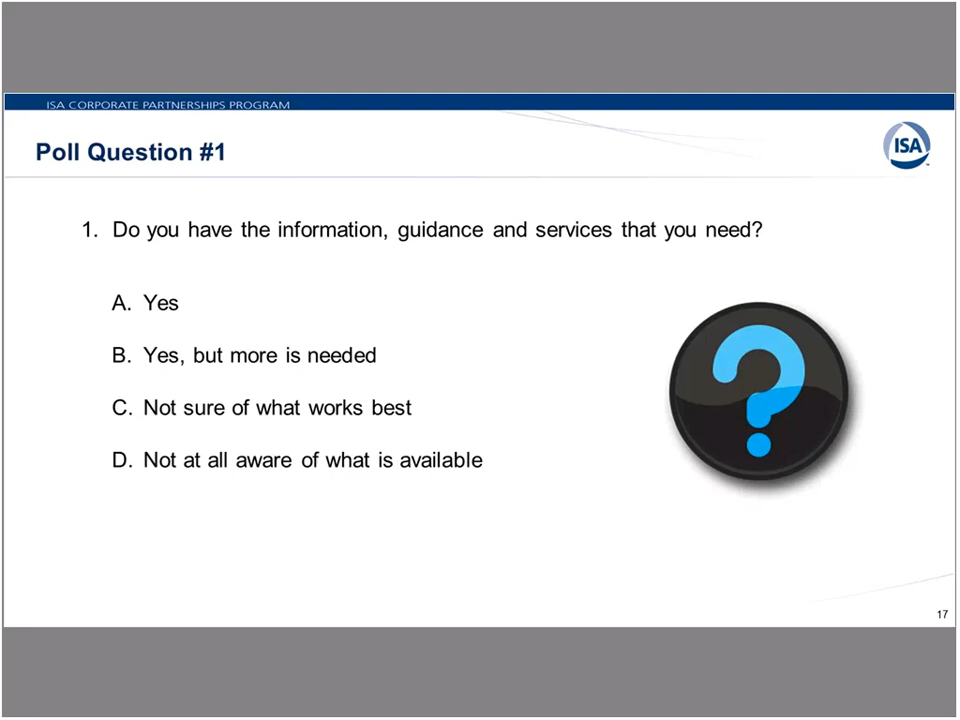 ISA CORPORATE PARTNERSHIPS PROGRAM
Poll Question #1
ISA
1. Do you have the information, guidance and services that you need?
A. Yes
B. Yes, but more is needed
C. Not sure of what works best
D. Not at all aware of what is available
17